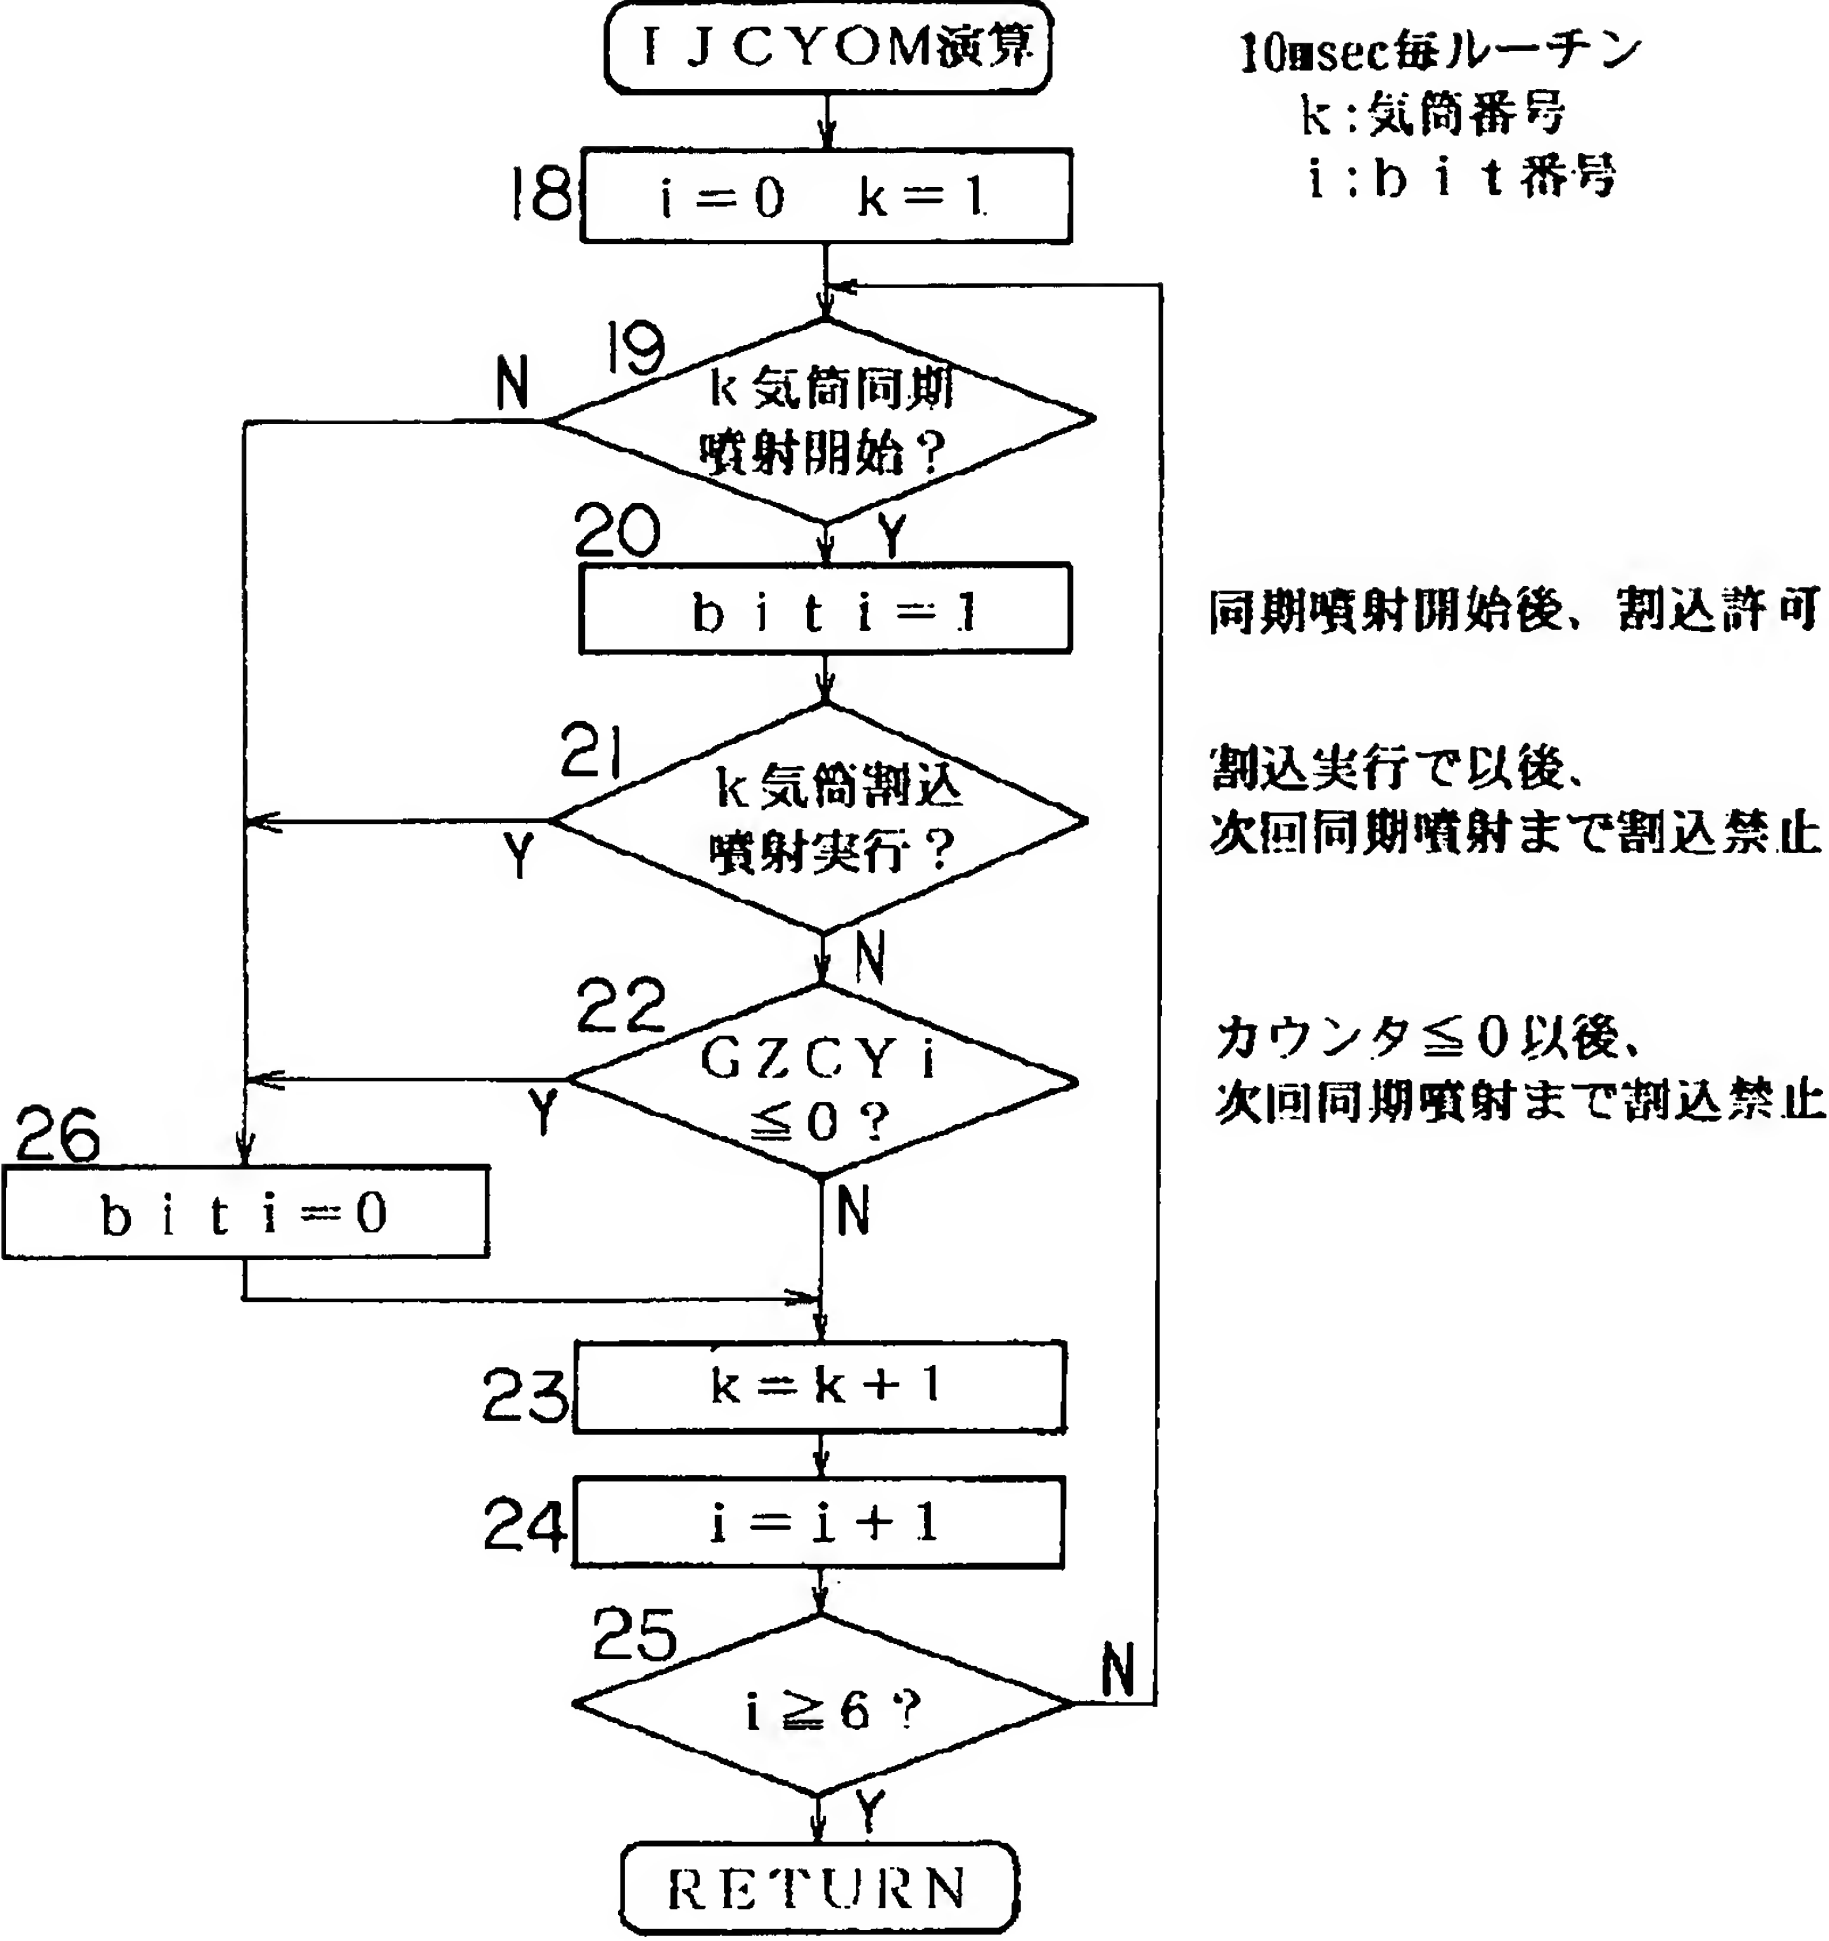 IJCYOM演算
10msec毎ルーチン
k:気筒番号
i:bit番号
18
i=0 k=1
19
N
k気筒同期
噴射開始?
Y
20
biti=1
同期噴射開始後、割込許可
21
k気筒割込
噴射実行?
Y
N
割込実行で以後、
次回同期噴射まで割込禁止
22
GZCYi
≦0?
Y
N
カウンタ≦0以後、
次回同期噴射まで割込禁止
26
biti=0
23
k=k+1
24
i=i+1
25
i≧6?
N
Y
RETURN